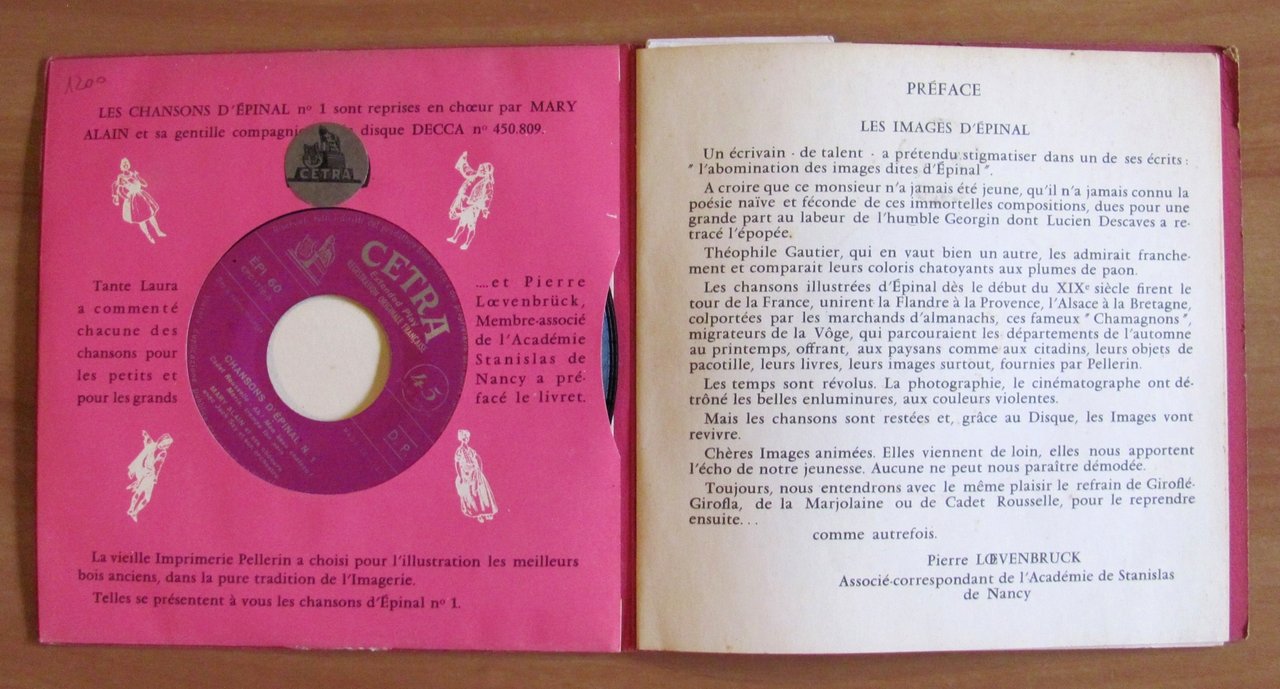 1200
LES CHANSONS D'ÉPINAL nº 1 sont reprises en chœur par MARY
ALAIN et sa gentille compagnie disque DECCA nº 450.809.
CETRA
Tante Laura
a commenté
chacune des
chansons pour
les petits et
pour les grands
ÉPI 60
CETRA
Extended Play
RÉALISATION ORIGINALE FRANÇAISE
45
D. P.
CHANSONS D'ÉPINAL N. 1
Cadet Rousselle
MARY ALAIN et ses
....et Pierre
Lœvenbrück,
Membre-associé
de l'Académie
Stanislas de
Nancy a pré-
facé le livret.
La vieille Imprimerie Pellerin a choisi pour l'illustration les meilleurs
bois anciens, dans la pure tradition de l'Imagerie.
Telles se présentent à vous les chansons d'Épinal nº 1.
PRÉFACE
LES IMAGES D'ÉPINAL
Un écrivain - de talent - a prétendu stigmatiser dans un de ses écrits :
" l'abomination des images dites d'Épinal ".
A croire que ce monsieur n'a jamais été jeune, qu'il n'a jamais connu la
poésie naïve et féconde de ces immortelles compositions, dues pour une
grande part au labeur de l'humble Georgin dont Lucien Descaves a re-
tracé l'épopée.
Théophile Gautier, qui en vaut bien un autre, les admirait franche-
ment et comparait leurs coloris chatoyants aux plumes de paon.
Les chansons illustrées d'Épinal dès le début du XIXe siècle firent le
tour de la France, unirent la Flandre à la Provence, l'Alsace à la Bretagne,
colportées par les marchands d'almanachs, ces fameux " Chamagnons ",
migrateurs de la Vôge, qui parcouraient les départements de l'automne
au printemps, offrant, aux paysans comme aux citadins, leurs objets de
pacotille, leurs livres, leurs images surtout, fournies par Pellerin.
Les temps sont révolus. La photographie, le cinématographe ont dé-
trôné les belles enluminures, aux couleurs violentes.
Mais les chansons sont restées et, grâce au Disque, les Images vont
revivre.
Chères Images animées. Elles viennent de loin, elles nous apportent
l'écho de notre jeunesse. Aucune ne peut nous paraître démodée.
Toujours, nous entendrons avec le même plaisir le refrain de Giroflé-
Girofla, de la Marjolaine ou de Cadet Rousselle, pour le reprendre
ensuite. . .
comme autrefois.
Pierre LŒVENBRUCK
Associé-correspondant de l'Académie de Stanislas
de Nancy